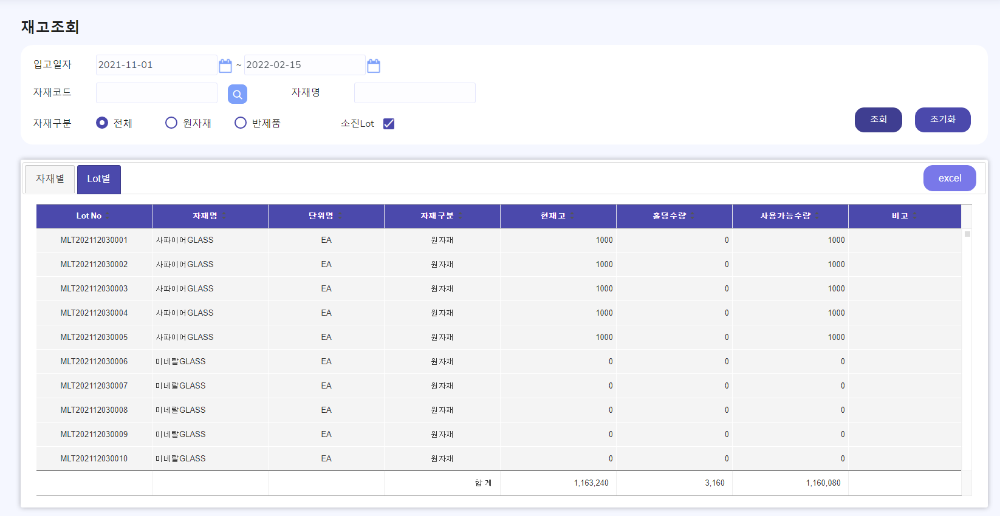 재고조회
입고일자 2021-11-01 ~ 2022-02-15
자재코드 자재명
자재구분 전체 원자재 반제품 소진Lot 조회 초기화
자재별 Lot별 excel
Lot No 자재명 단위명 자재구분 현재고 홀딩수량 사용가능수량 비고
MLT202112030001 사파이어GLASS EA 원자재 1000 0 1000
MLT202112030002 사파이어GLASS EA 원자재 1000 0 1000
MLT202112030003 사파이어GLASS EA 원자재 1000 0 1000
MLT202112030004 사파이어GLASS EA 원자재 1000 0 1000
MLT202112030005 사파이어GLASS EA 원자재 1000 0 1000
MLT202112030006 미네랄GLASS EA 원자재 0 0 0
MLT202112030007 미네랄GLASS EA 원자재 0 0 0
MLT202112030008 미네랄GLASS EA 원자재 0 0 0
MLT202112030009 미네랄GLASS EA 원자재 0 0 0
MLT202112030010 미네랄GLASS EA 원자재 0 0 0
합 계 1,163,240 3,160 1,160,080